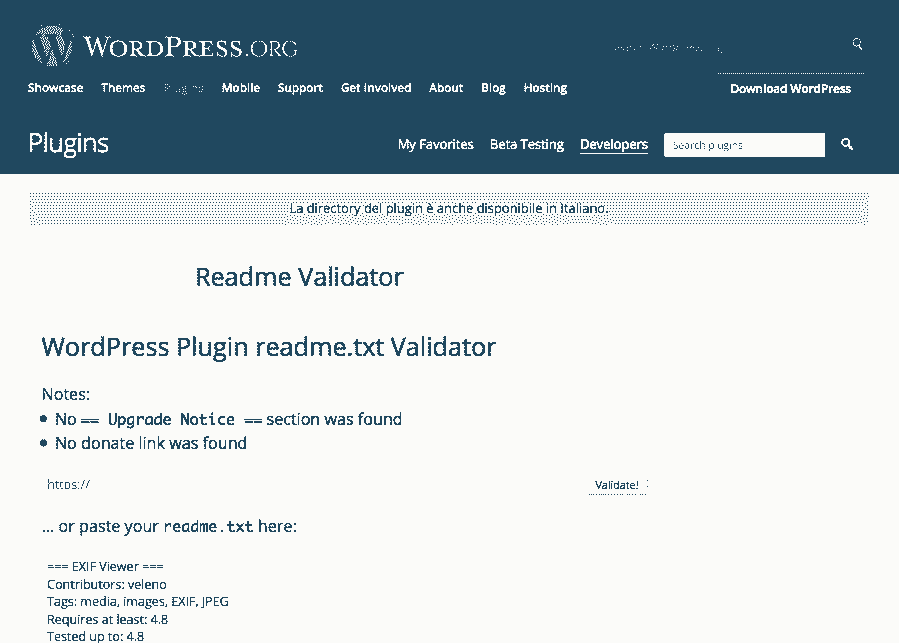 WORDPRESS.ORG
Showcase Themes Plugins Mobile Support Get Involved About Blog Hosting Download WordPress
Plugins My Favorites Beta Testing Developers Search plugins
La directory dei plugin è anche disponibile in Italiano.
Readme Validator
WordPress Plugin readme.txt Validator
Notes:
• No == Upgrade Notice == section was found
• No donate link was found
https:// Validate!
... or paste your readme.txt here:
=== EXIF Viewer ===
Contributors: veleno
Tags: media, images, EXIF, JPEG
Requires at least: 4.8
Tested up to: 4.8